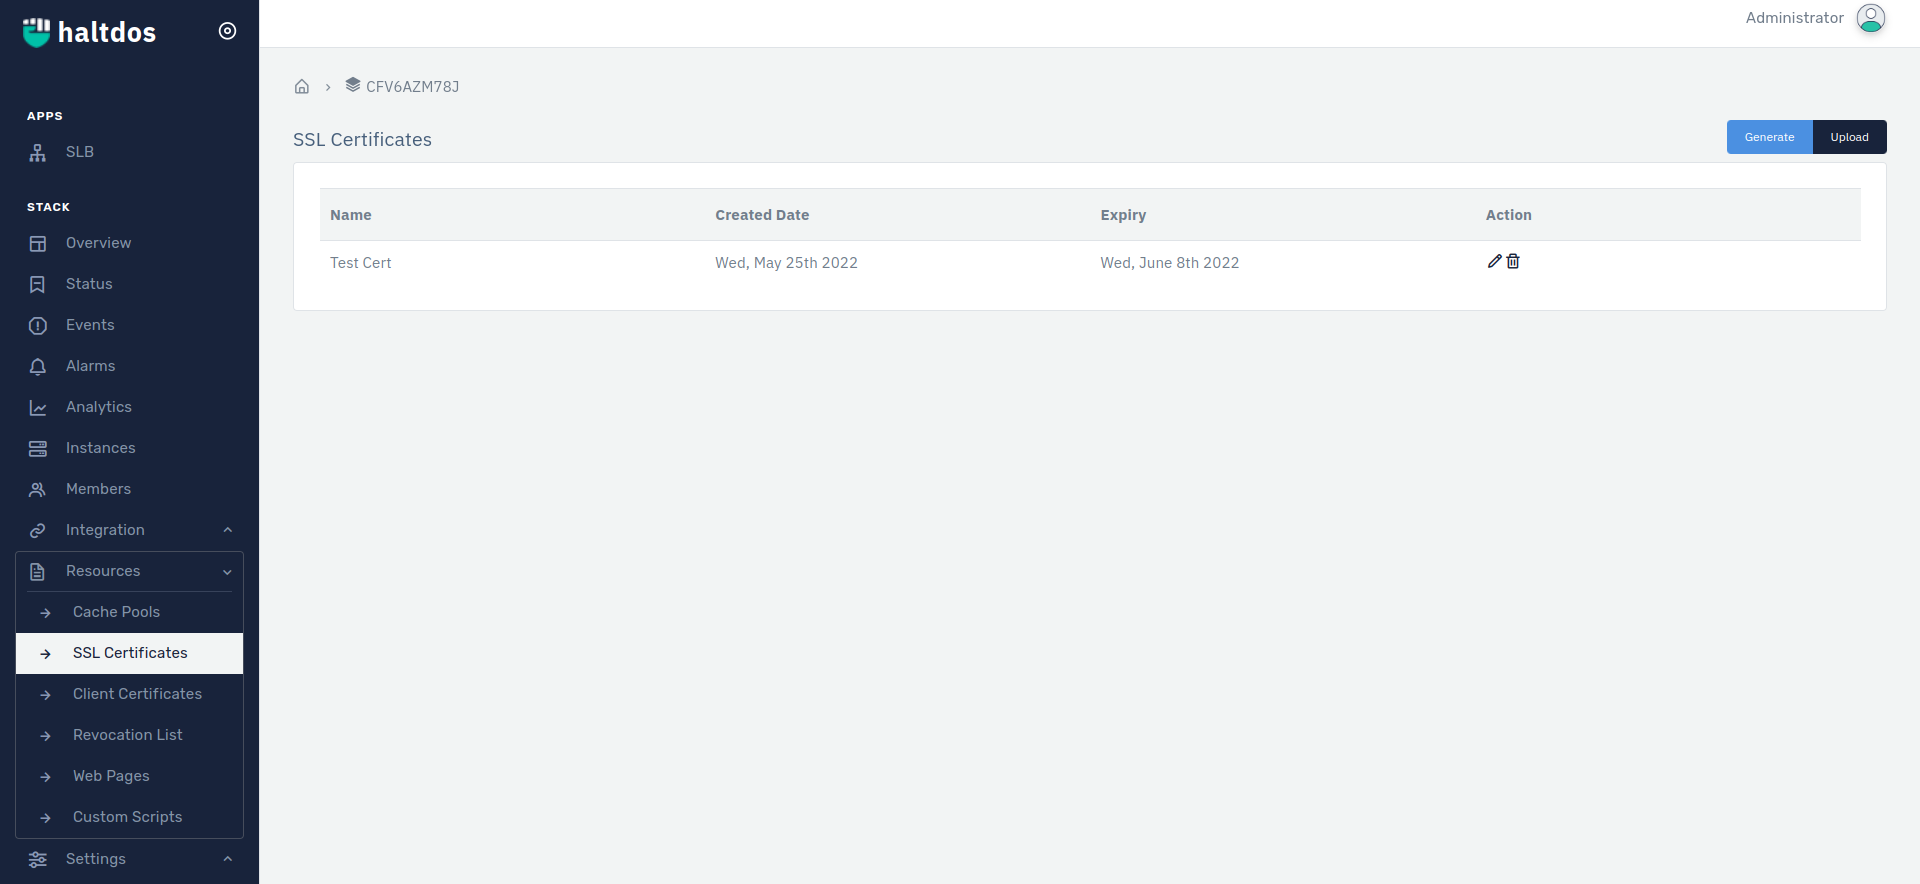 haltdos
Administrator
CFV6AZM78J
APPS
SLB
STACK
Overview
Status
Events
Alarms
Analytics
Instances
Members
Integration
Resources
Cache Pools
SSL Certificates
Client Certificates
Revocation List
Web Pages
Custom Scripts
Settings
SSL Certificates
Generate Upload
Name Created Date Expiry Action
Test Cert Wed, May 25th 2022 Wed, June 8th 2022